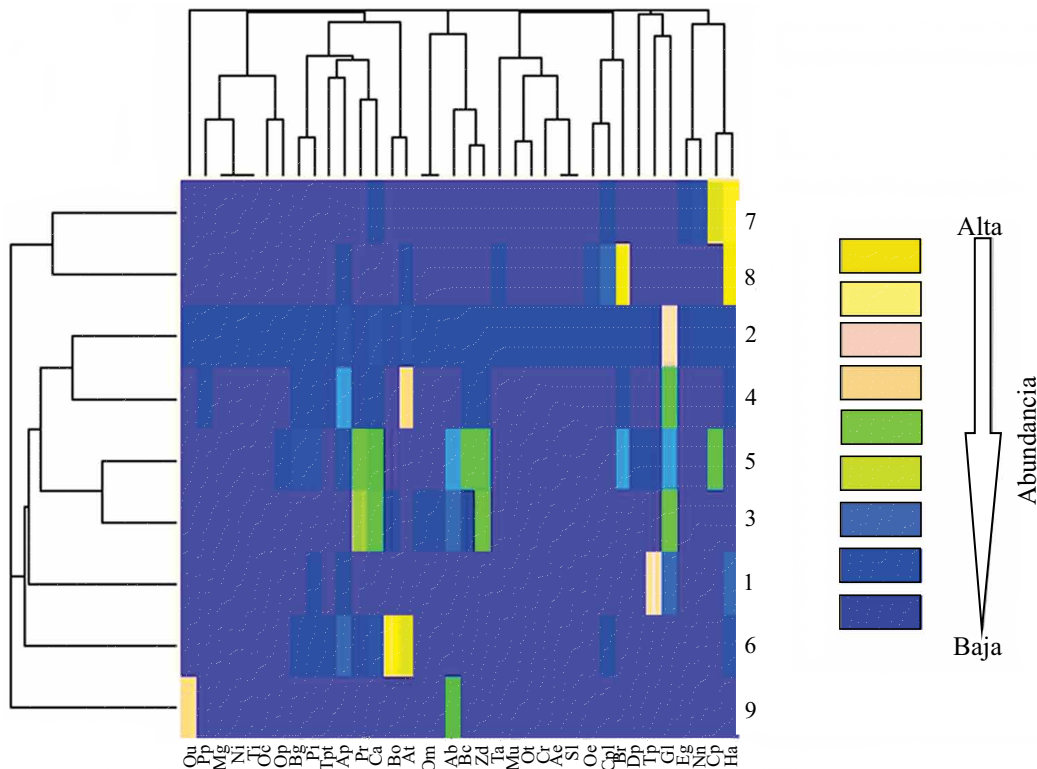 7
8
2
4
5
3
1
6
9
Ou Pp Mg Ni Ti Oc Op Bg Pi Tpt Ap Pr Ca Bo At Om Ab Bc Zd Ta Mu Ot Cr Ae Sl Oe Cpl Br Dp Tp Gl Eg Nn Cp Ha
Alta
Abundancia
Baja